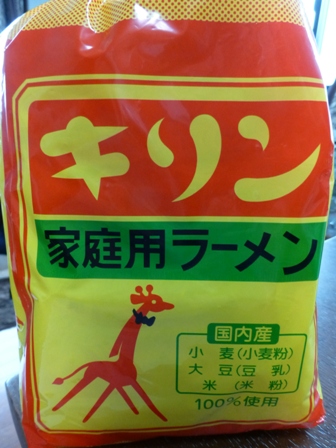 キリン
家庭用ラーメン
国内産
小麦(小麦粉)
大豆(豆乳)
米(米粉)
100%使用